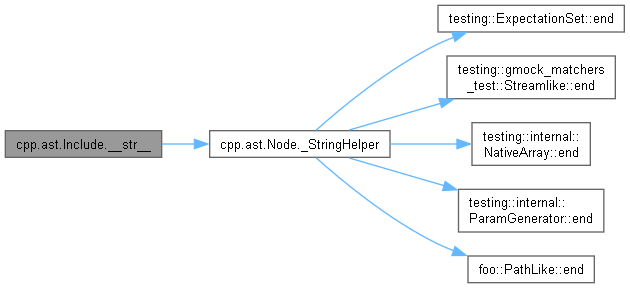 testing::ExpectationSet::end
testing::gmock_matchers
_test::Streamlike::end
cpp.ast.Include.__str__
cpp.ast.Node._StringHelper
testing::internal::
NativeArray::end
testing::internal::
ParamGenerator::end
foo::PathLike::end